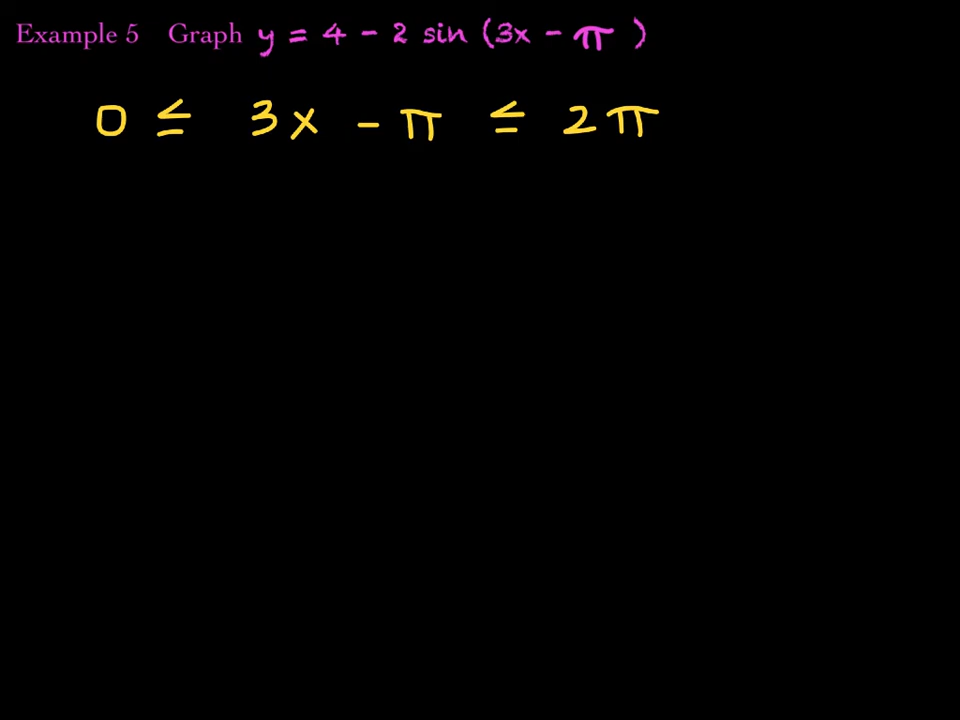 Example 5 Graph y = 4 - 2 sin (3x - π )
0 ≤ 3x - π ≤ 2π